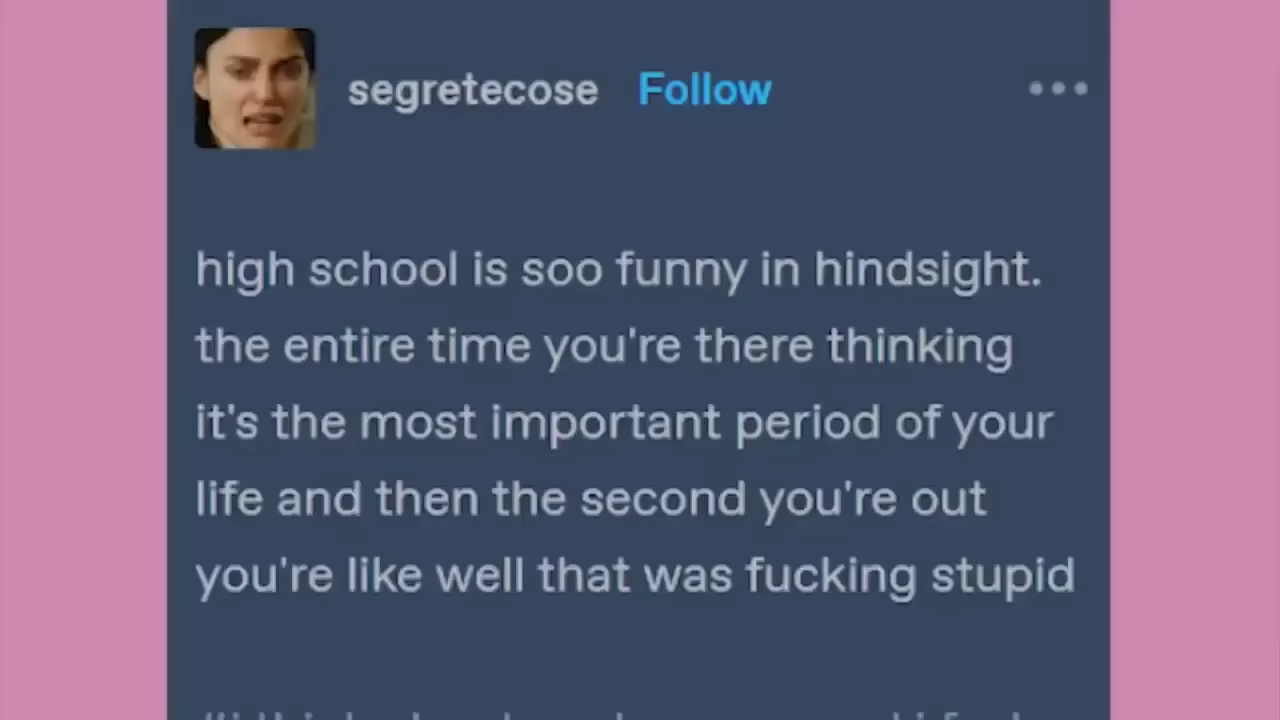 segretecose Follow
high school is soo funny in hindsight.
the entire time you're there thinking
it's the most important period of your
life and then the second you're out
you're like well that was fucking stupid